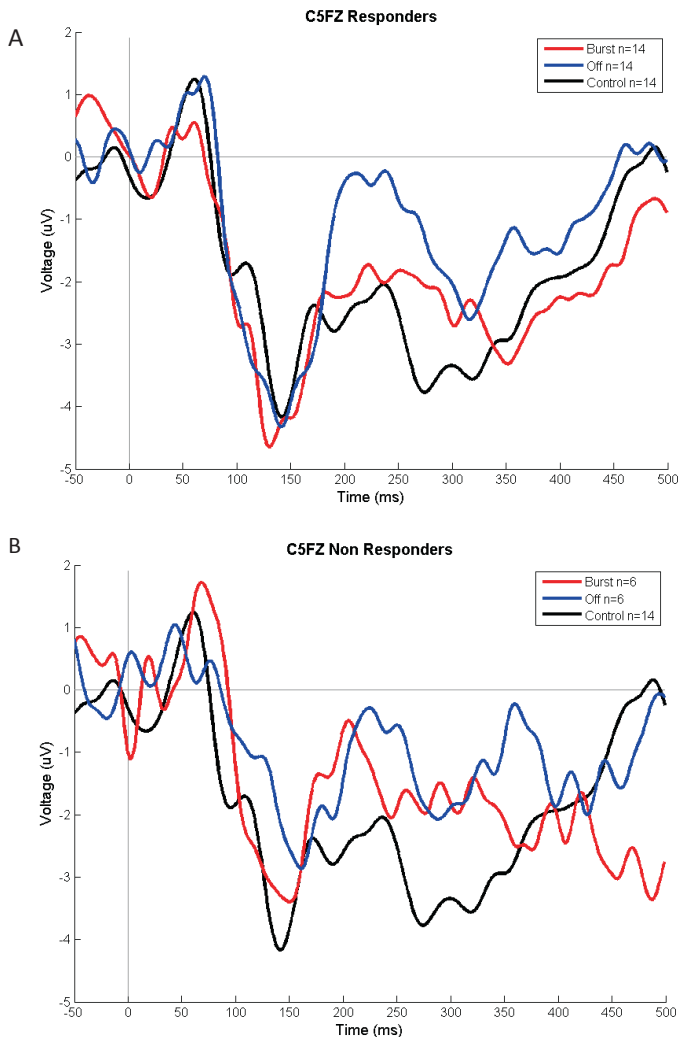 A
C5FZ Responders
Burst n=14
Off n=14
Control n=14
Voltage (uV)
2
1
0
-1
-2
-3
-4
-5
-50 0 50 100 150 200 250 300 350 400 450 500
Time (ms)
B
C5FZ Non Responders
Burst n=6
Off n=6
Control n=14
Voltage (uV)
2
1
0
-1
-2
-3
-4
-5
-50 0 50 100 150 200 250 300 350 400 450 500
Time (ms)